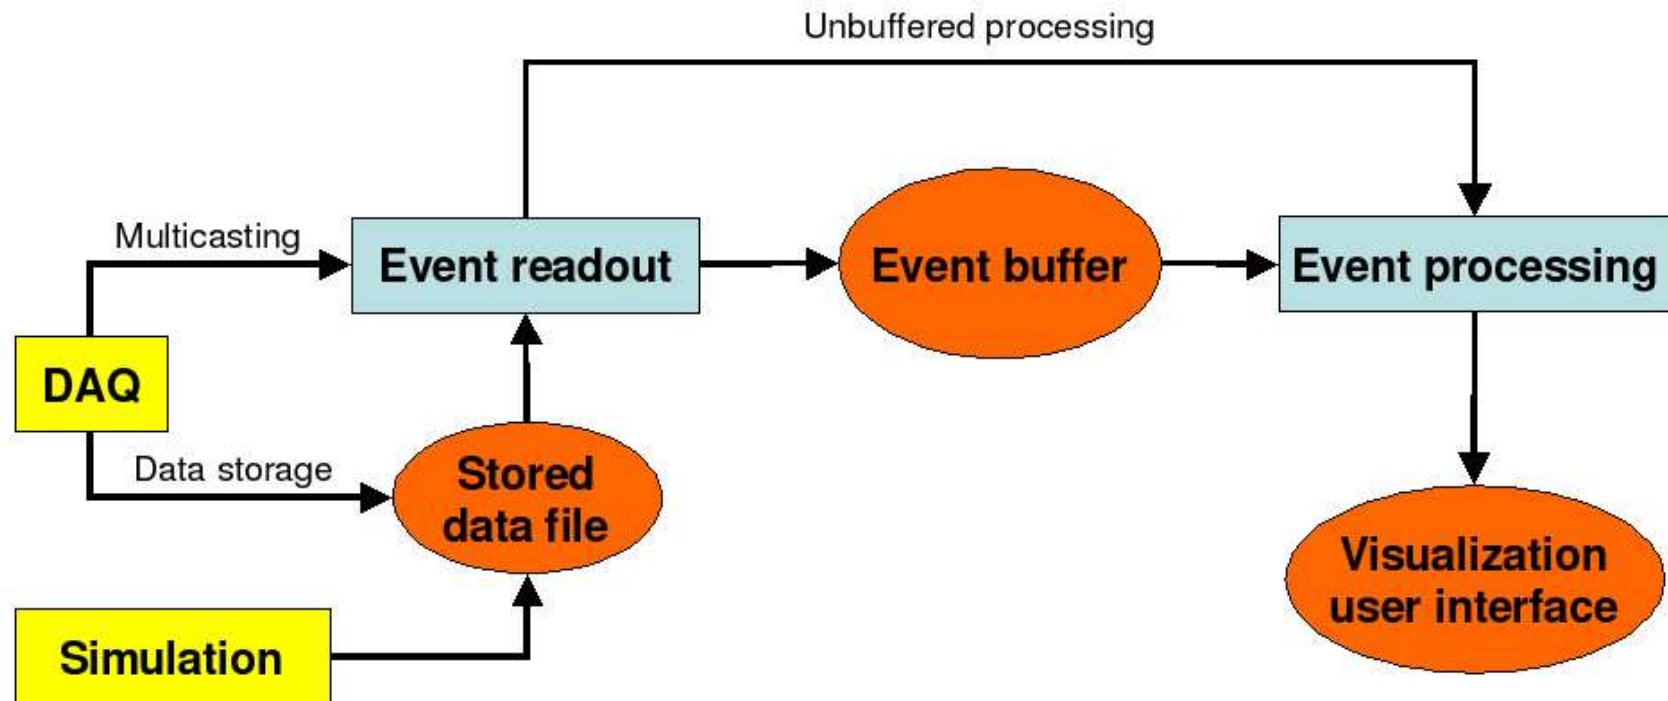 Unbuffered processing
Multicasting
Event readout
Event buffer
Event processing
DAQ
Data storage
Stored
data file
Visualization
user interface
Simulation